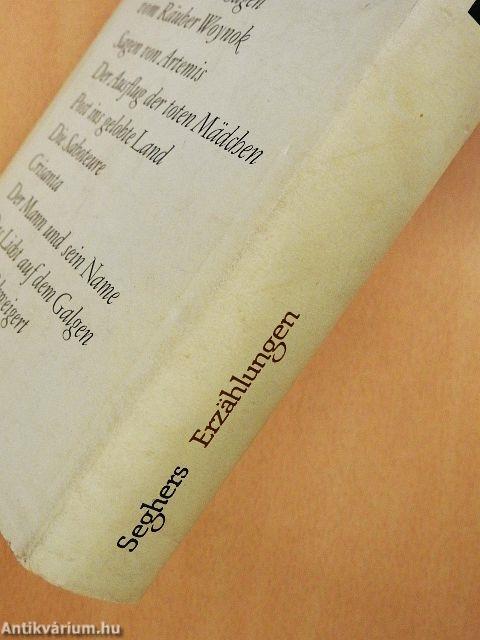 vom Räuber Woynok
Sagen von Artemis
Der Ausflug der toten Mädchen
Post ins gelobte Land
Die Saboteure
Crisanta
Der Mann und sein Name
Licht auf dem Galgen
Seghers Erzählungen
Antikvárium.hu